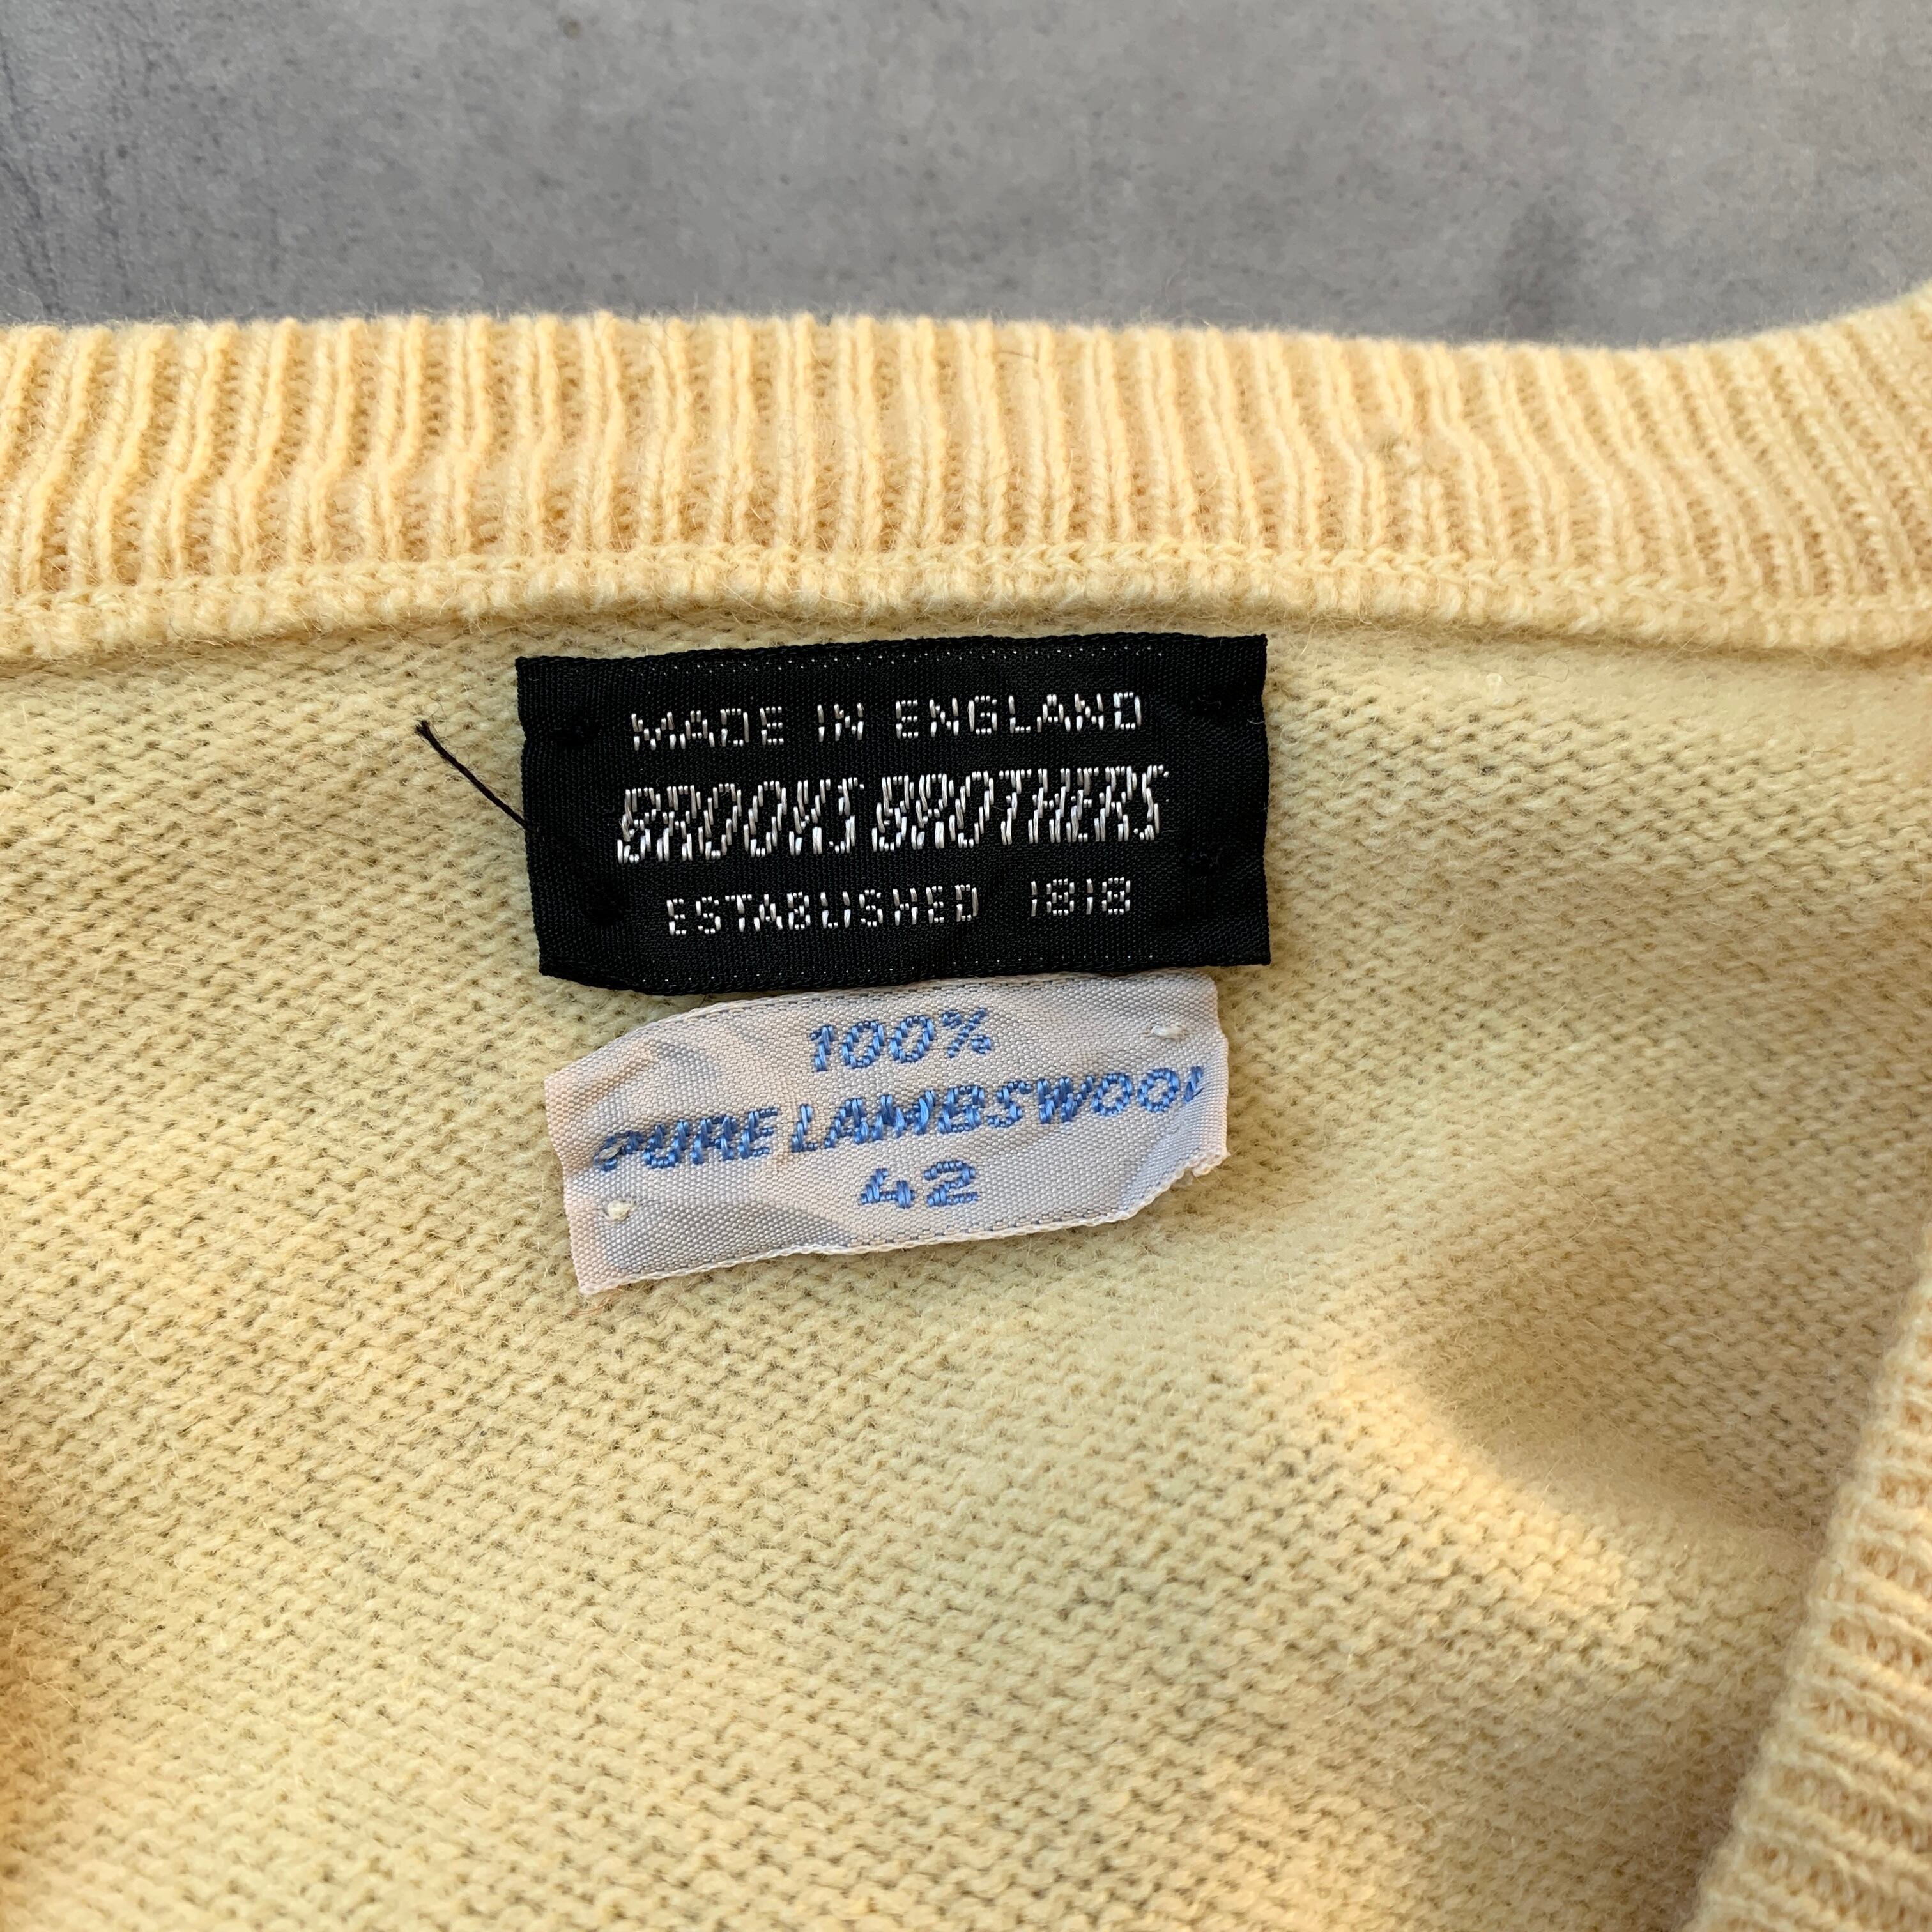 MADE IN ENGLAND
BROOKS BROTHERS
ESTABLISHED 1818
100%
PURE LAMBSWOOL
42